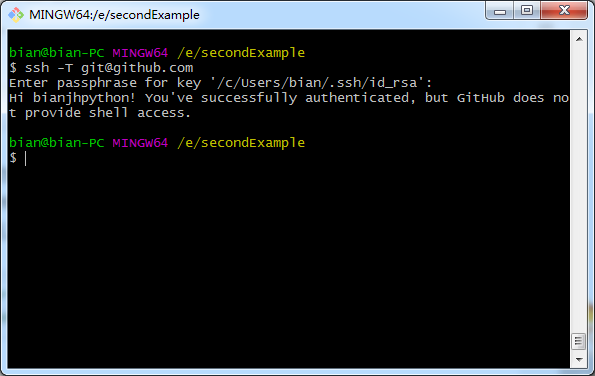 MINGW64:/e/secondExample
bian@bian-PC MINGW64 /e/secondExample
$ ssh -T git@github.com
Enter passphrase for key '/c/Users/bian/.ssh/id_rsa':
Hi bianjhpython! You've successfully authenticated, but GitHub does no
t provide shell access.
bian@bian-PC MINGW64 /e/secondExample
$